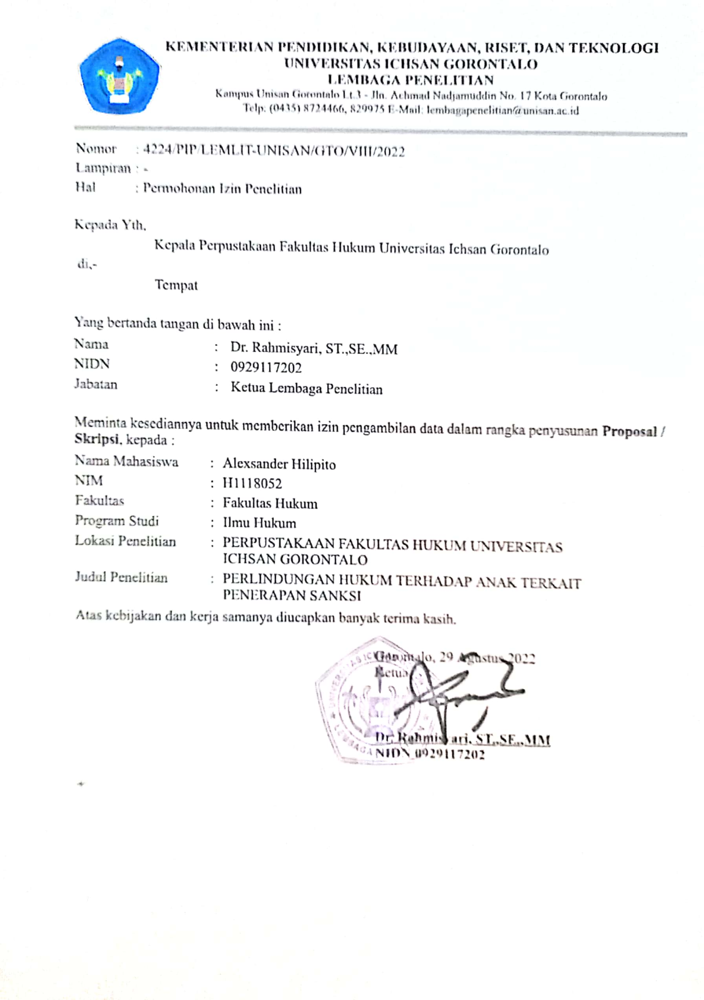 KEMENTERIAN PENDIDIKAN, KEBUDAYAAN, RISET, DAN TEKNOLOGI
UNIVERSITAS ICHSAN GORONTALO
LEMBAGA PENELITIAN
Kampus Unisan Gorontalo Lt.3 - Jln. Achmad Nadjamuddin No. 17 Kota Gorontalo
Telp: (0435) 8724466, 829975 E-Mail: lembagapenelitian@unisan.ac.id
Nomor : 4224/PIP/LEMLIT-UNISAN/GTO/VIII/2022
Lampiran : -
Hal : Permohonan Izin Penelitian
Kepada Yth,
Kepala Perpustakaan Fakultas Hukum Universitas Ichsan Gorontalo
di,-
Tempat
Yang bertanda tangan di bawah ini :
Nama : Dr. Rahmisyari, ST.,SE.,MM
NIDN : 0929117202
Jabatan : Ketua Lembaga Penelitian
Meminta kesediannya untuk memberikan izin pengambilan data dalam rangka penyusunan Proposal /
Skripsi, kepada :
Nama Mahasiswa : Alexsander Hilipito
NIM : H1118052
Fakultas : Fakultas Hukum
Program Studi : Ilmu Hukum
Lokasi Penelitian : PERPUSTAKAAN FAKULTAS HUKUM UNIVERSITAS
ICHSAN GORONTALO
Judul Penelitian : PERLINDUNGAN HUKUM TERHADAP ANAK TERKAIT
PENERAPAN SANKSI
Atas kebijakan dan kerja samanya diucapkan banyak terima kasih.
Gorontalo, 29 Agustus 2022
Ketua
Dr. Rahmisyari, ST.,SE.,MM
NIDN 0929117202